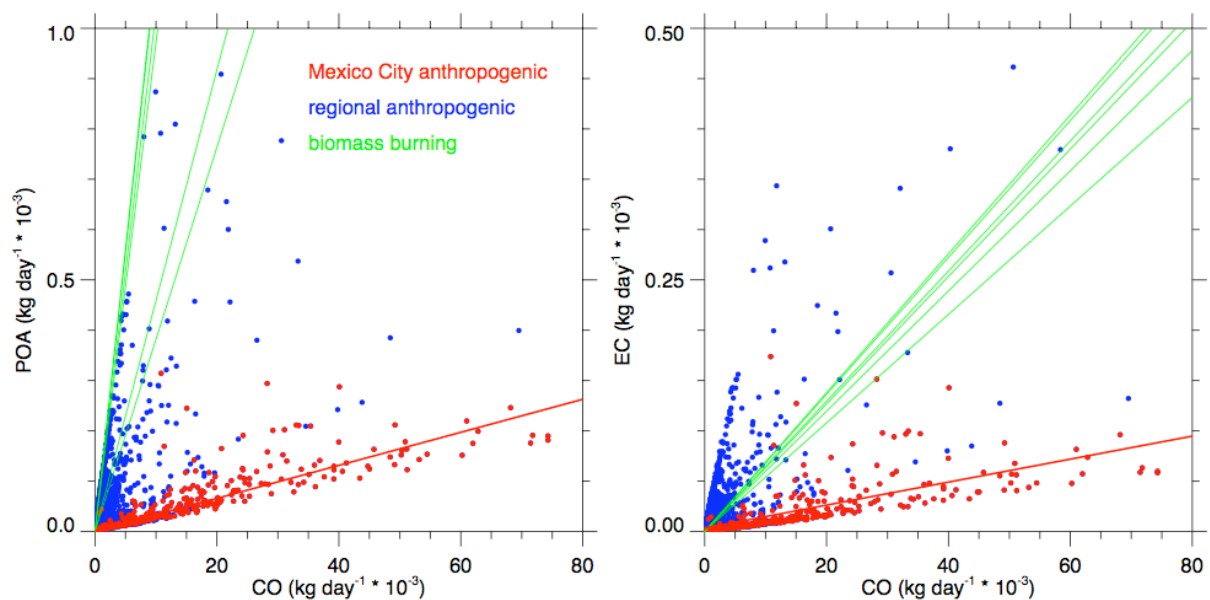 1.0
0.5
0.0
POA (kg day⁻¹ * 10⁻³)
Mexico City anthropogenic
regional anthropogenic
biomass burning
0 20 40 60 80
CO (kg day⁻¹ * 10⁻³)
0.50
0.25
0.00
EC (kg day⁻¹ * 10⁻³)
0 20 40 60 80
CO (kg day⁻¹ * 10⁻³)